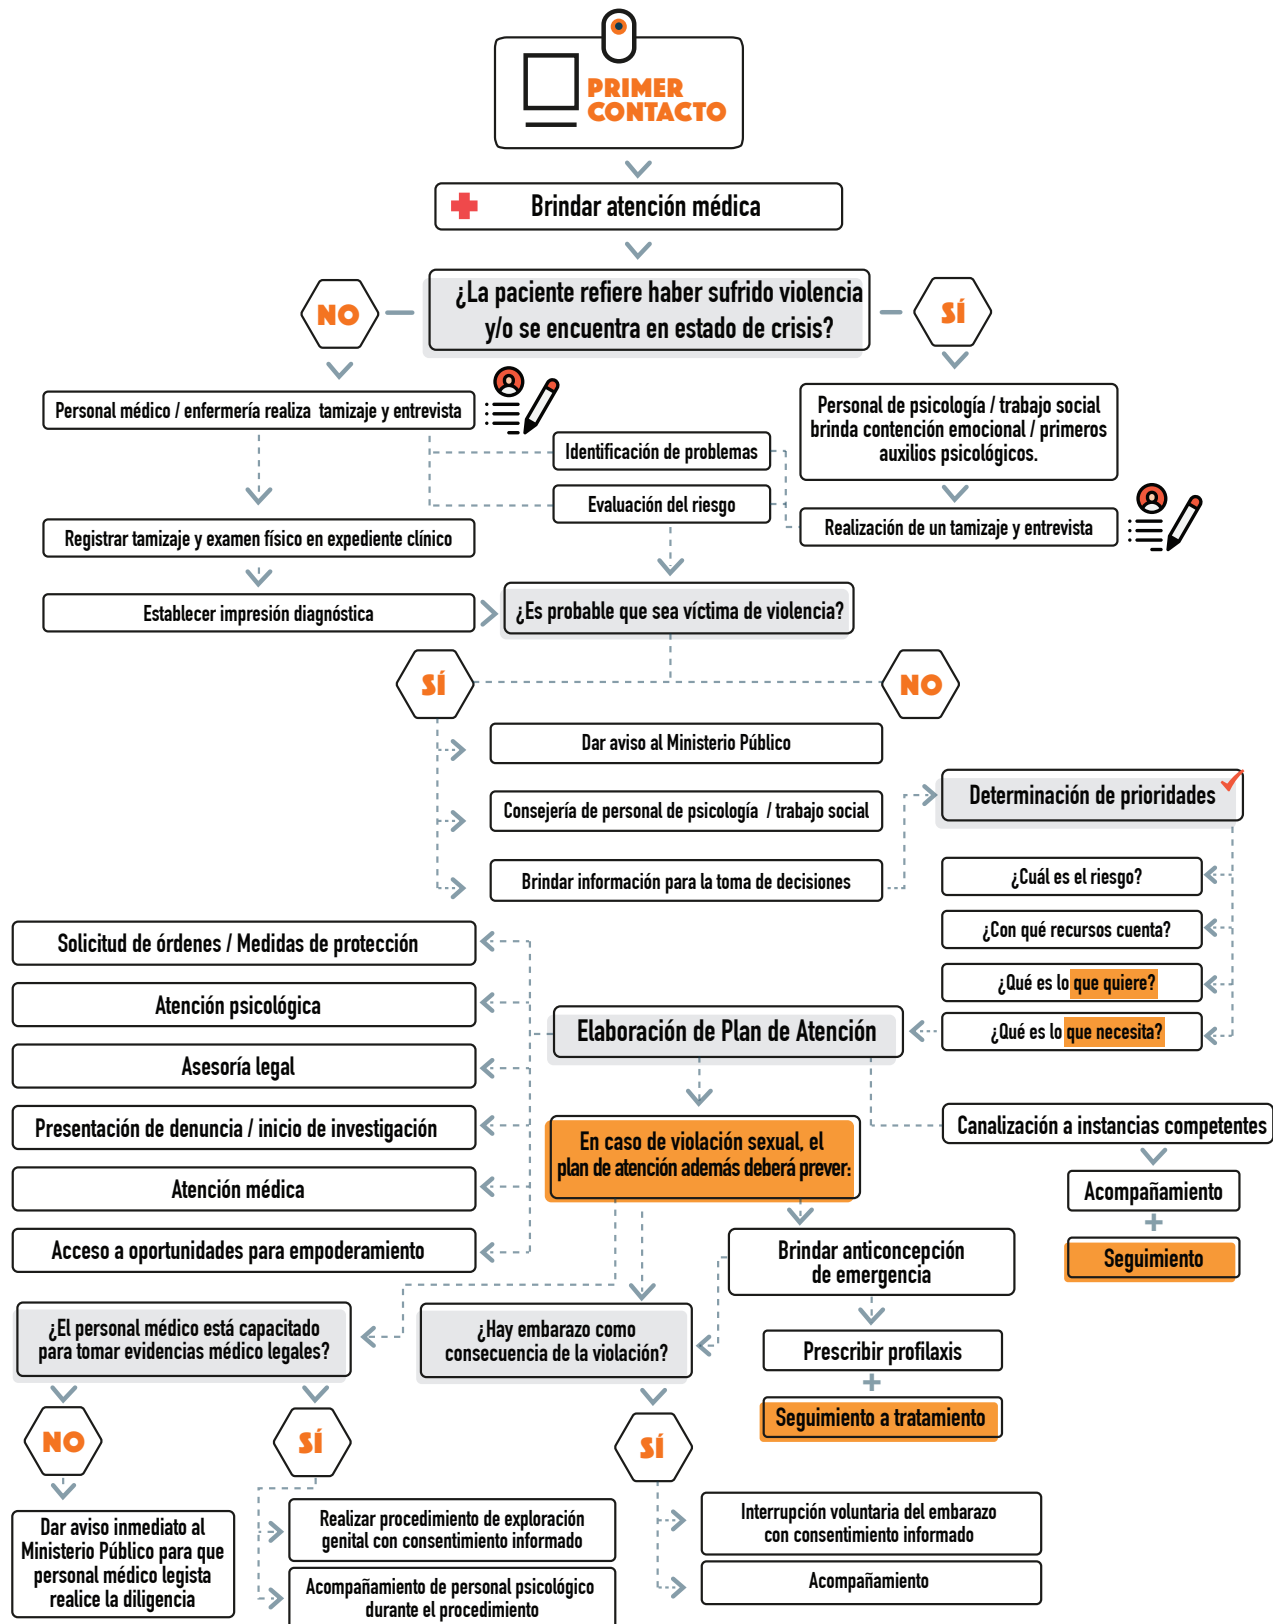 PRIMER
CONTACTO
Brindar atención médica
¿La paciente refiere haber sufrido violencia
y/o se encuentra en estado de crisis?
NO
SÍ
Personal médico / enfermería realiza tamizaje y entrevista
Personal de psicología / trabajo social
brinda contención emocional / primeros
auxilios psicológicos.
Identificación de problemas
Evaluación del riesgo
Realización de un tamizaje y entrevista
Registrar tamizaje y examen físico en expediente clínico
Establecer impresión diagnóstica
¿Es probable que sea víctima de violencia?
SÍ
NO
Dar aviso al Ministerio Público
Consejería de personal de psicología / trabajo social
Brindar información para la toma de decisiones
Determinación de prioridades
¿Cuál es el riesgo?
¿Con qué recursos cuenta?
¿Qué es lo que quiere?
¿Qué es lo que necesita?
Elaboración de Plan de Atención
Solicitud de órdenes / Medidas de protección
Atención psicológica
Asesoría legal
Presentación de denuncia / inicio de investigación
Atención médica
Acceso a oportunidades para empoderamiento
En caso de violación sexual, el
plan de atención además deberá prever:
Canalización a instancias competentes
Acompañamiento
+
Seguimiento
Brindar anticoncepción
de emergencia
Prescribir profilaxis
+
Seguimiento a tratamiento
¿El personal médico está capacitado
para tomar evidencias médico legales?
¿Hay embarazo como
consecuencia de la violación?
NO
SÍ
SÍ
Dar aviso inmediato al
Ministerio Público para que
personal médico legista
realice la diligencia
Realizar procedimiento de exploración
genital con consentimiento informado
Acompañamiento de personal psicológico
durante el procedimiento
Interrupción voluntaria del embarazo
con consentimiento informado
Acompañamiento